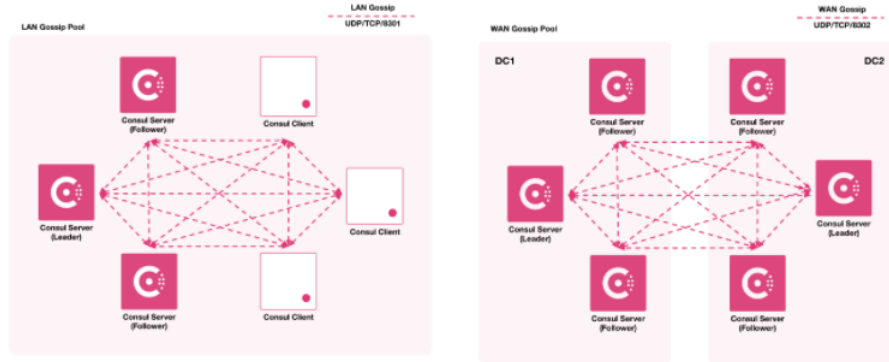 LAN Gossip
UDP/TCP/8301
LAN Gossip Pool
Consul Server
(Follower)
Consul Client
Consul Server
(Leader)
Consul Client
Consul Server
(Follower)
Consul Client
WAN Gossip
UDP/TCP/8302
WAN Gossip Pool
DC1
DC2
Consul Server
(Follower)
Consul Server
(Follower)
Consul Server
(Leader)
Consul Server
(Leader)
Consul Server
(Follower)
Consul Server
(Follower)